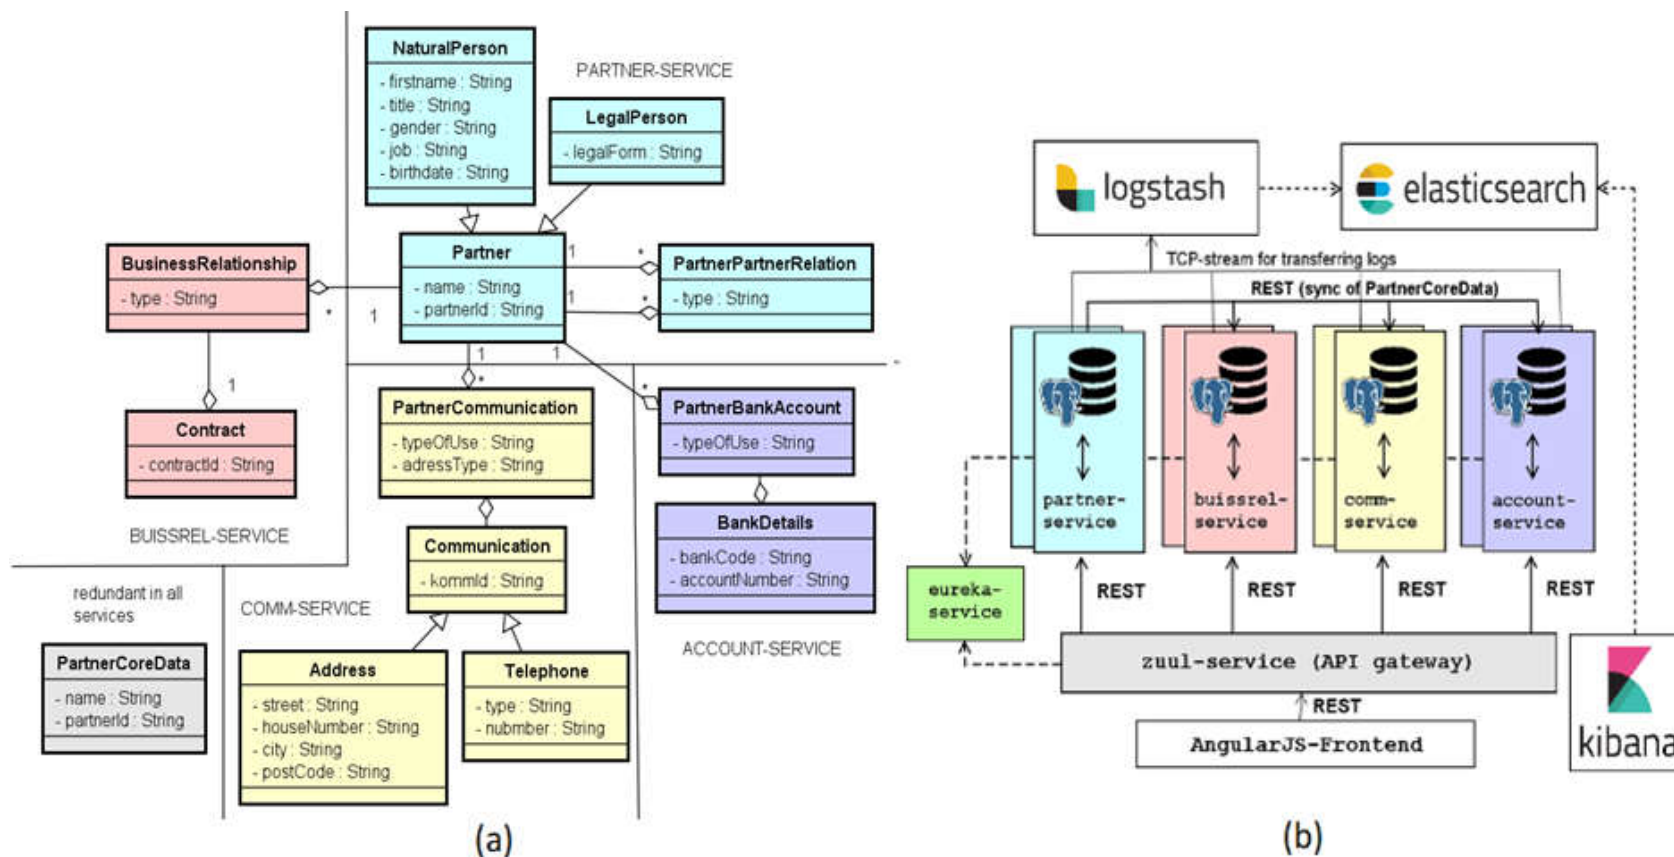 NaturalPerson
- firstname : String
- title : String
- gender : String
- job : String
- birthdate : String
PARTNER-SERVICE
LegalPerson
- legalForm : String
BusinessRelationship
- type : String
*
1
Partner
- name : String
- partnerId : String
1
*
1
*
PartnerPartnerRelation
- type : String
1
Contract
- contractId : String
BUISSREL-SERVICE
1
*
PartnerCommunication
- typeOfUse : String
- adressType : String
1
*
PartnerBankAccount
- typeOfUse : String
Communication
- kommId : String
BankDetails
- bankCode : String
- accountNumber : String
redundant in all
services
COMM-SERVICE
ACCOUNT-SERVICE
PartnerCoreData
- name : String
- partnerId : String
Address
- street : String
- houseNumber : String
- city : String
- postCode : String
Telephone
- type : String
- nubmber : String
(a)
logstash
elasticsearch
TCP-stream for transferring logs
REST (sync of PartnerCoreData)
partner-
service
buissrel-
service
comm-
service
account-
service
eureka-
service
REST
REST
REST
REST
zuul-service (API gateway)
REST
AngularJS-Frontend
kibana
(b)